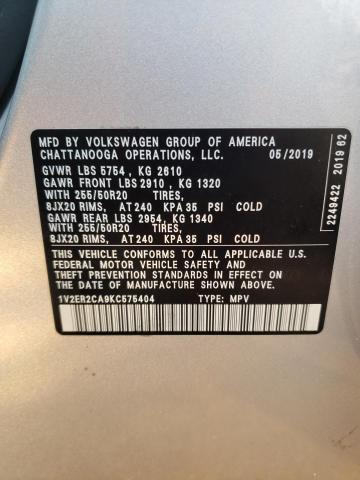 MFD BY VOLKSWAGEN GROUP OF AMERICA
CHATTANOOGA OPERATIONS, LLC. 05/2019
GVWR LBS 5754 , KG 2610
GAWR FRONT LBS 2910 , KG 1320
WITH 255/50R20 TIRES,
8JX20 RIMS, AT 240 KPA 35 PSI COLD
GAWR REAR LBS 2954, KG 1340
WITH 255/50R20 TIRES,
8JX20 RIMS, AT 240 KPA 35 PSI COLD
THIS VEHICLE CONFORMS TO ALL APPLICABLE U.S.
FEDERAL MOTOR VEHICLE SAFETY AND
THEFT PREVENTION STANDARDS IN EFFECT ON
THE DATE OF MANUFACTURE SHOWN ABOVE.
1V2ER2CA9KC575404 TYPE: MPV
2249422 2019 62